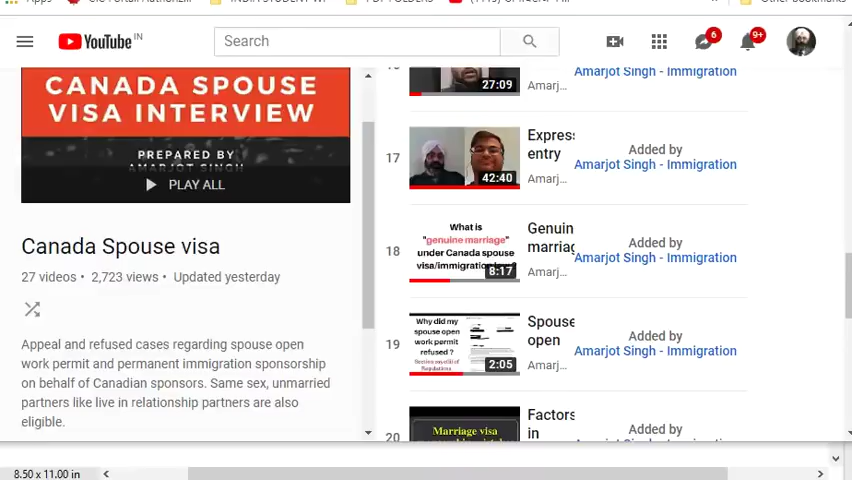 YouTube IN
Search
6
9+
CANADA SPOUSE
VISA INTERVIEW
PREPARED BY
AMARJOT SINGH
PLAY ALL
Canada Spouse visa
27 videos • 2,723 views • Updated yesterday
Appeal and refused cases regarding spouse open
work permit and permanent immigration sponsorship
on behalf of Canadian sponsors. Same sex, unmarried
partners like live in relationship partners are also
eligible.
27:09
Amarj...
Amarjot Singh - Immigration
17
42:40
Express
entry
Amarj...
Added by
Amarjot Singh - Immigration
18
What is
"genuine marriage"
under Canada spouse
8:17
Genuin
marriag
Amarj...
Added by
Amarjot Singh - Immigration
19
Why did my
spouse open
work permit
refused ?
2:05
Spouse
open
Amarj...
Added by
Amarjot Singh - Immigration
20
Marriage visa
Factors
in
Added by
8.50 x 11.00 in